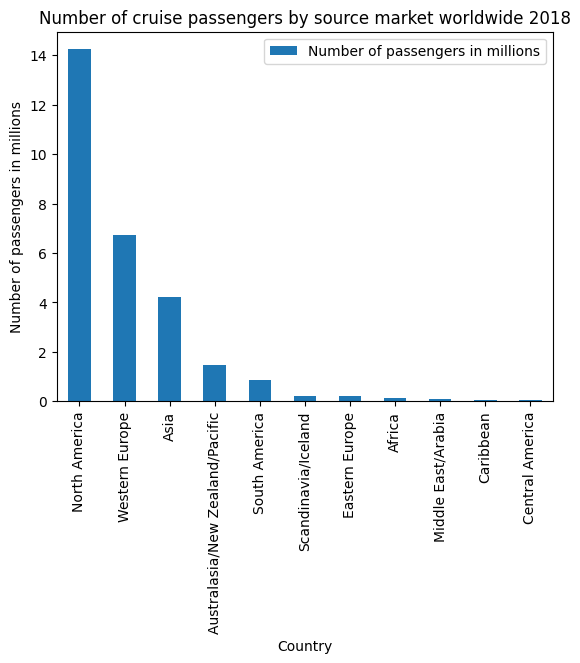 Number of cruise passengers by source market worldwide 2018
Number of passengers in millions
Number of passengers in millions
14
12
10
8
6
4
2
0
North America
Western Europe
Asia
Australasia/New Zealand/Pacific
South America
Scandinavia/Iceland
Eastern Europe
Africa
Middle East/Arabia
Caribbean
Central America
Country